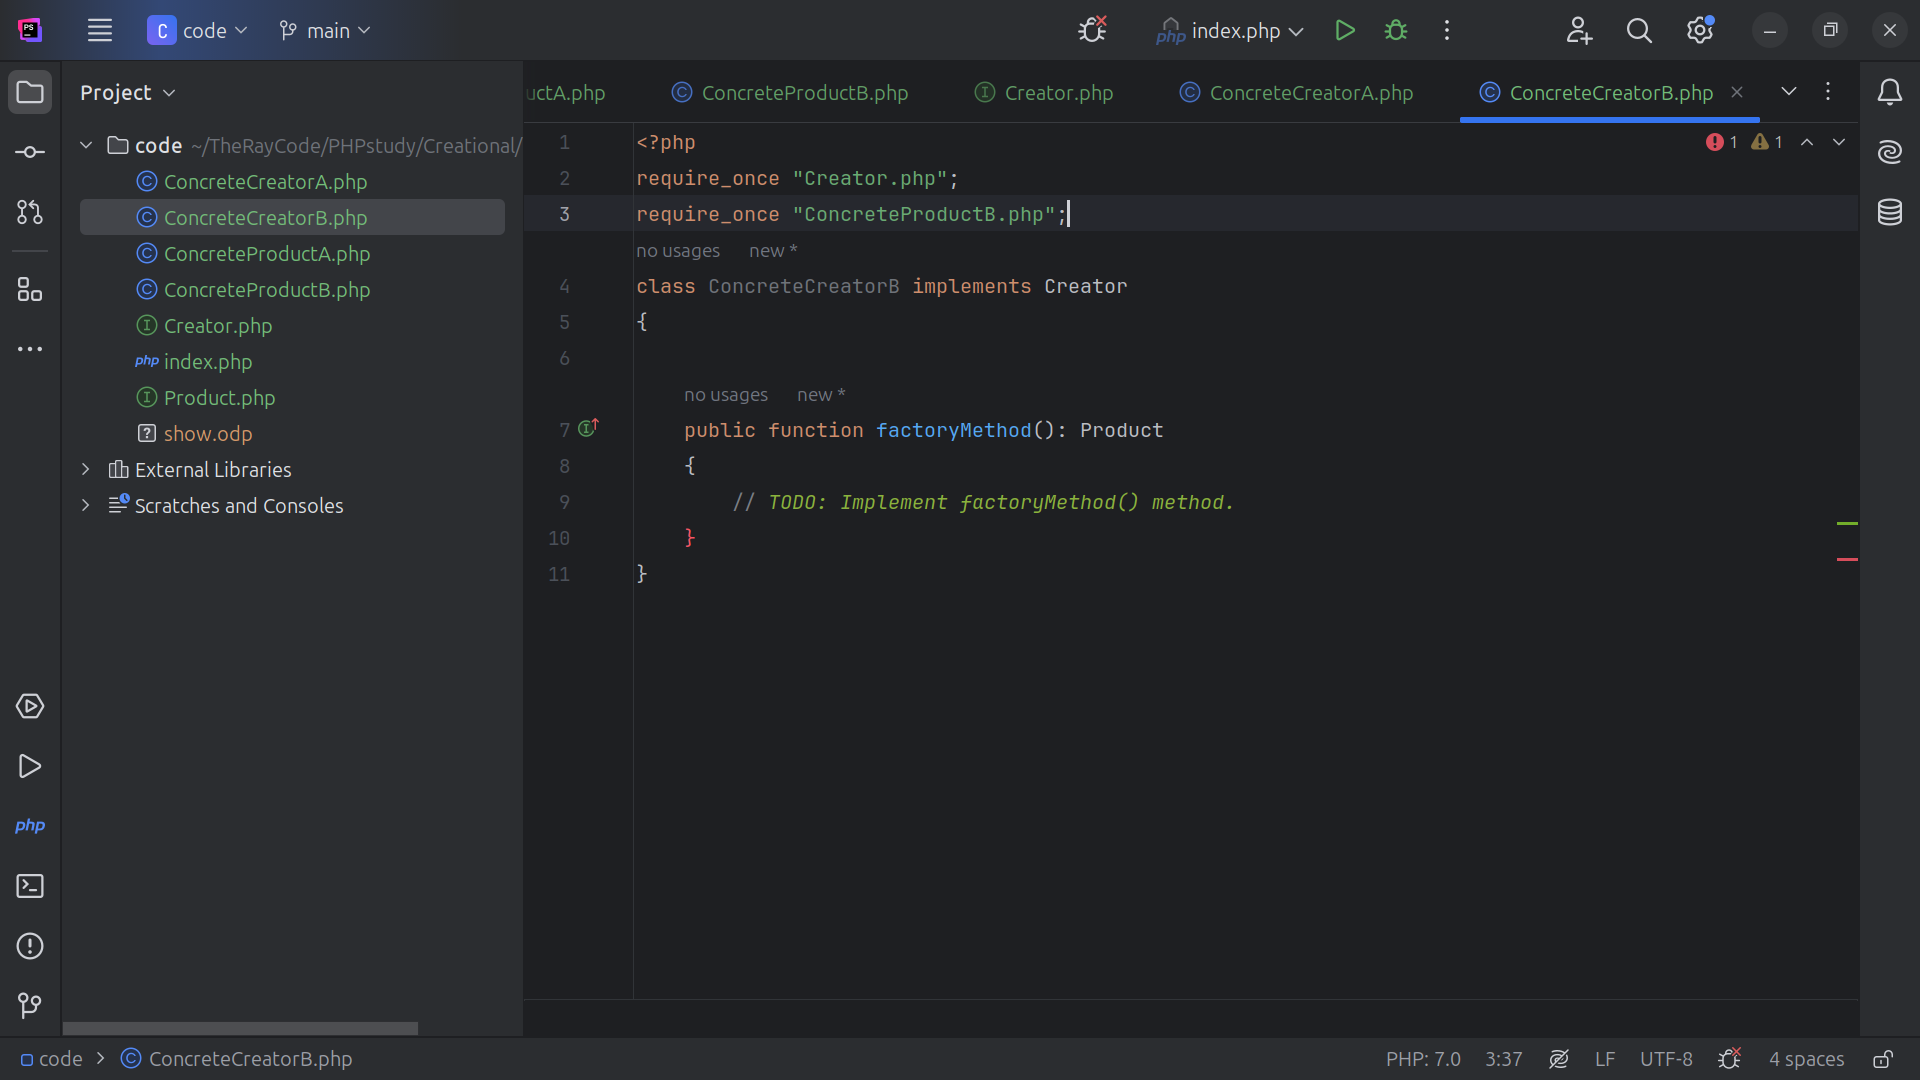 C code main
php index.php
Project
code ~/TheRayCode/PHPstudy/Creational/
ConcreteCreatorA.php
ConcreteCreatorB.php
ConcreteProductA.php
ConcreteProductB.php
Creator.php
php index.php
Product.php
show.odp
External Libraries
Scratches and Consoles
php
uctA.php ConcreteProductB.php Creator.php ConcreteCreatorA.php ConcreteCreatorB.php
1 <?php
1 1
2 require_once "Creator.php";
3 require_once "ConcreteProductB.php";
no usages new *
4 class ConcreteCreatorB implements Creator
5 {
6
no usages new *
7 public function factoryMethod(): Product
8 {
9 // TODO: Implement factoryMethod() method.
10 }
11 }
code > ConcreteCreatorB.php
PHP: 7.0 3:37 LF UTF-8 4 spaces